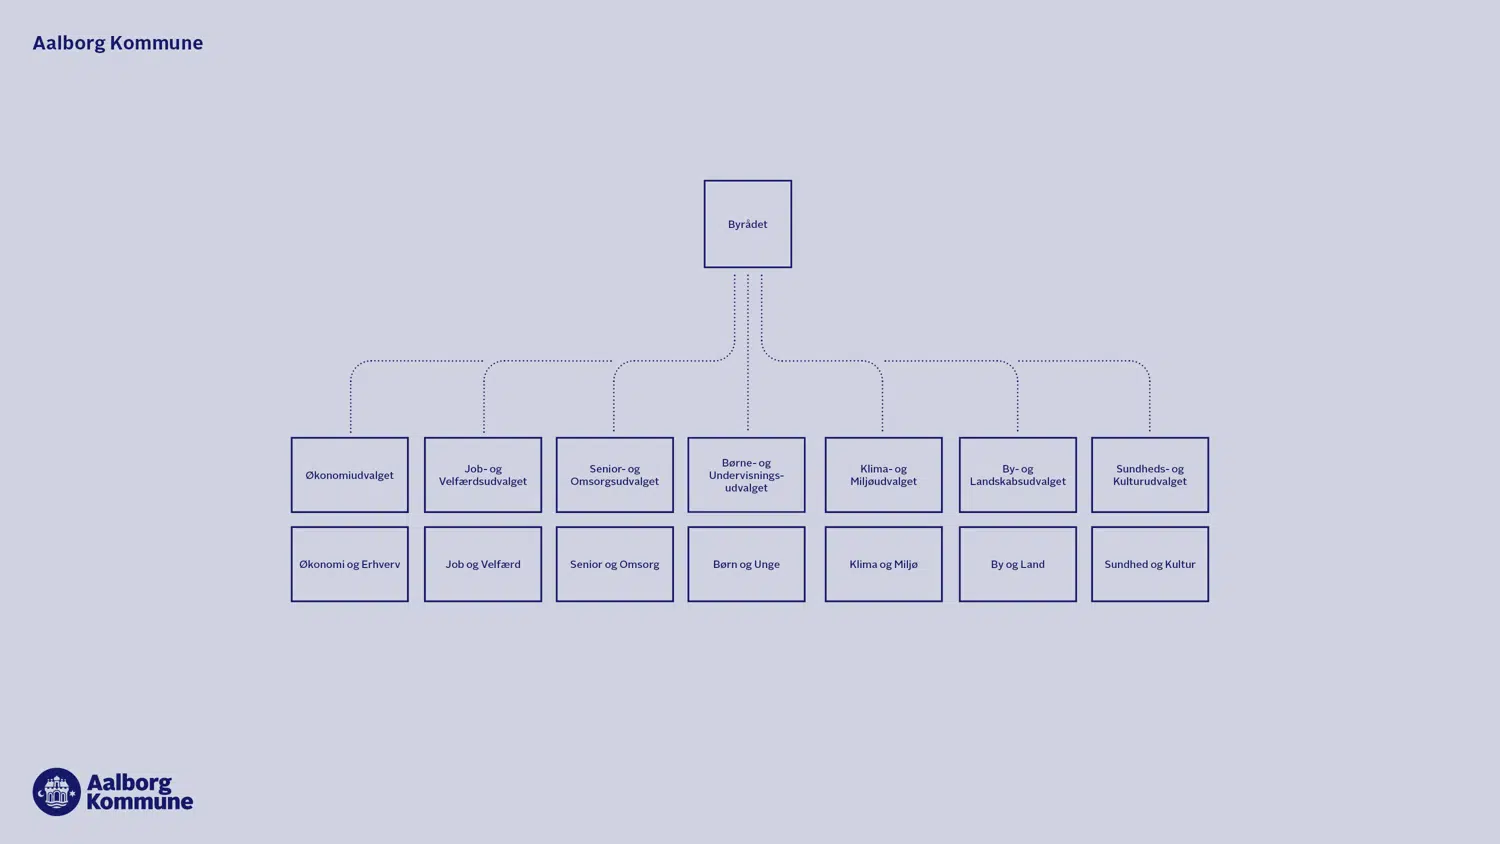 Aalborg Kommune
Byrådet
Økonomiudvalget
Job- og
Velfærdsudvalget
Senior- og
Omsorgsudvalget
Børne- og
Undervisnings-
udvalget
Klima- og
Miljøudvalget
By- og
Landskabsudvalget
Sundheds- og
Kulturudvalget
Økonomi og Erhverv
Job og Velfærd
Senior og Omsorg
Børn og Unge
Klima og Miljø
By og Land
Sundhed og Kultur
Aalborg
Kommune